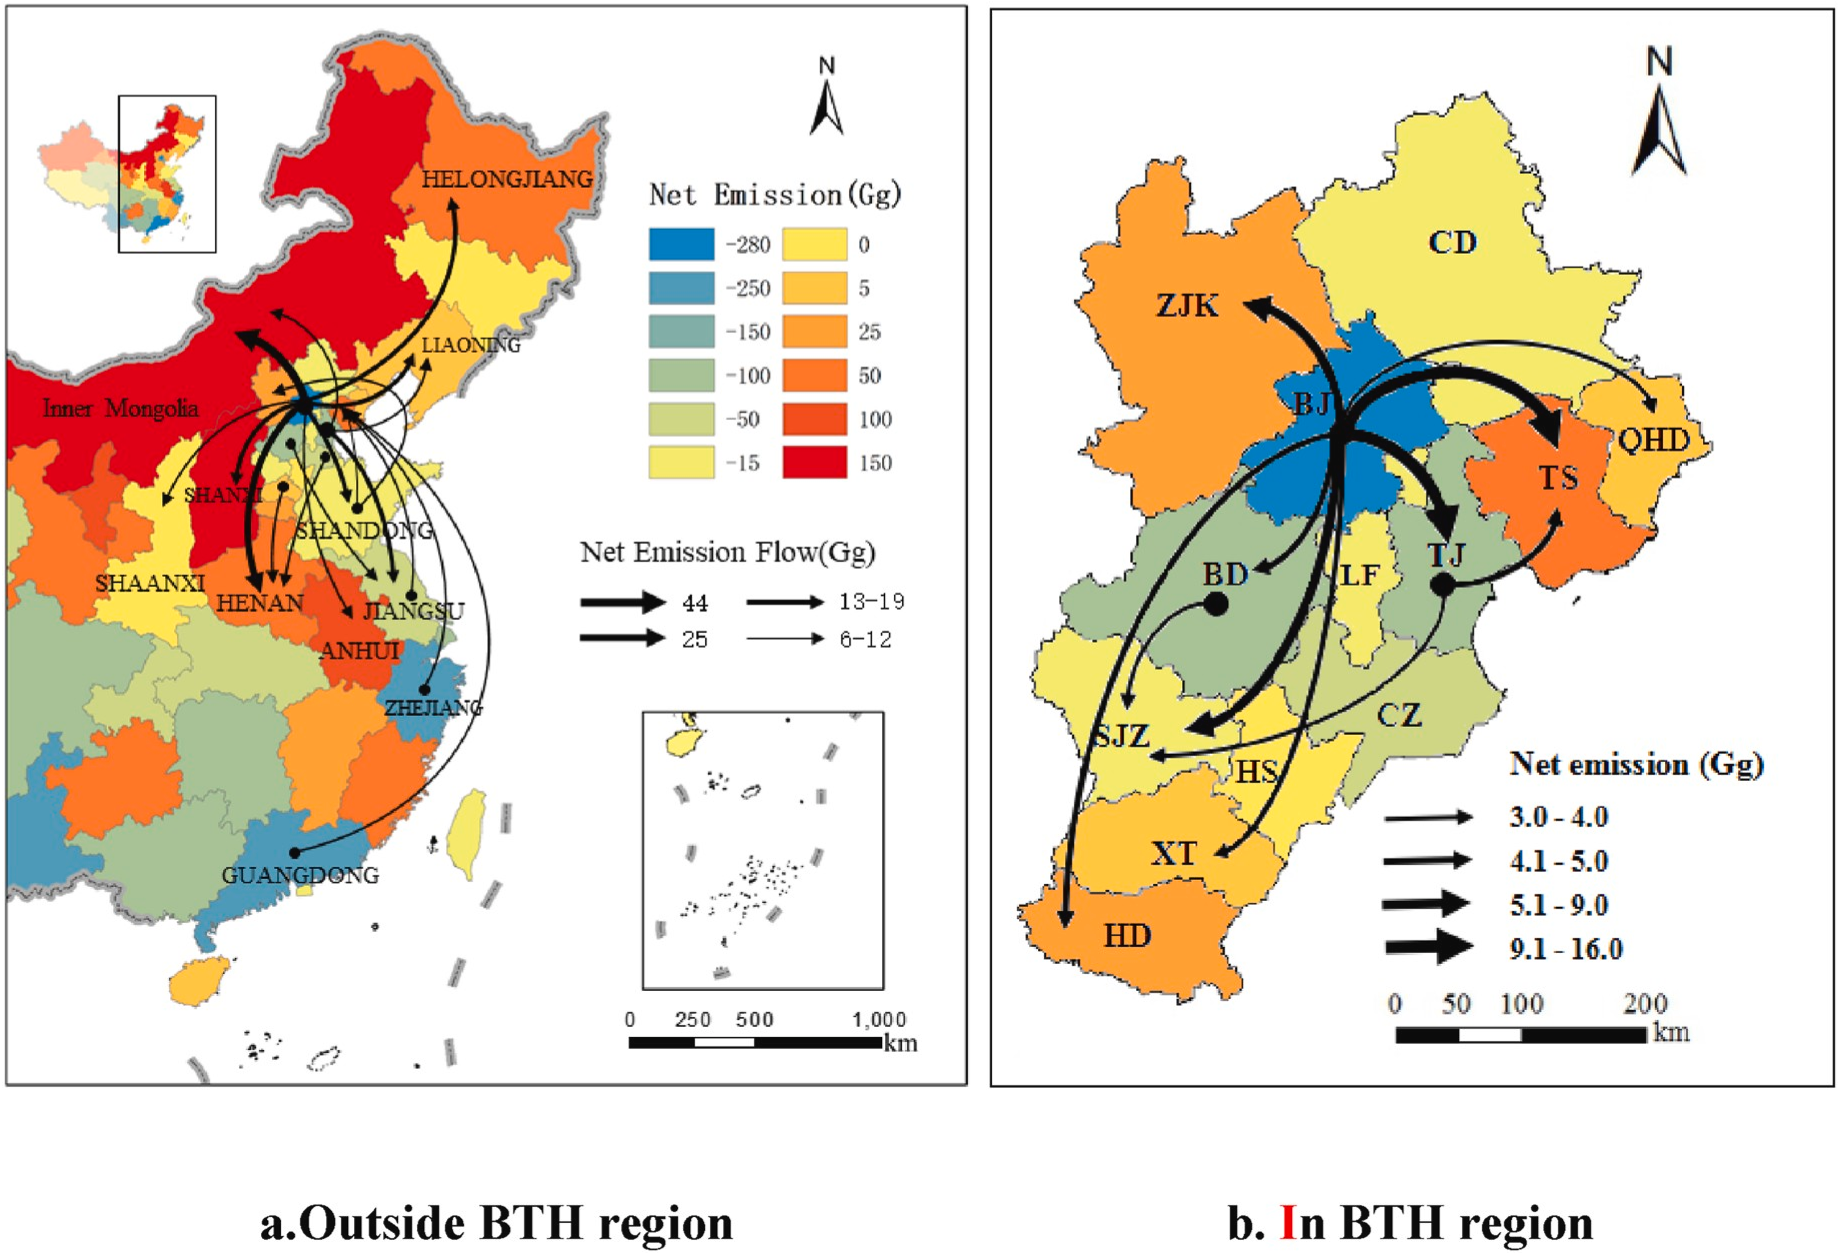 N
HELONGJIANG
Net Emission(Gg)
-280 0
-250 5
-150 25
-100 50
-50 100
-15 150
LIAONING
Inner Mongolia
SHANXI
SHANDONG
SHAANXI
HENAN
JIANGSU
ANHUI
ZHEJIANG
GUANGDONG
Net Emission Flow(Gg)
44 13-19
25 6-12
0 250 500 1,000
km
N
CD
ZJK
BJ
QHD
TS
TJ
BD
LF
CZ
SJZ
HS
XT
HD
Net emission (Gg)
3.0 - 4.0
4.1 - 5.0
5.1 - 9.0
9.1 - 16.0
0 50 100 200
km
a.Outside BTH region
b. In BTH region